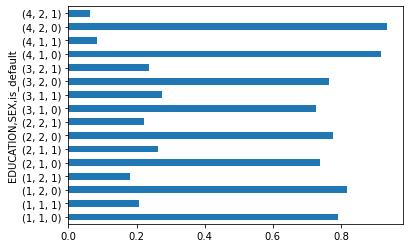 EDUCATION,SEX,is_default
(4, 2, 1)
(4, 2, 0)
(4, 1, 1)
(4, 1, 0)
(3, 2, 1)
(3, 2, 0)
(3, 1, 1)
(3, 1, 0)
(2, 2, 1)
(2, 2, 0)
(2, 1, 1)
(2, 1, 0)
(1, 2, 1)
(1, 2, 0)
(1, 1, 1)
(1, 1, 0)
0.0 0.2 0.4 0.6 0.8